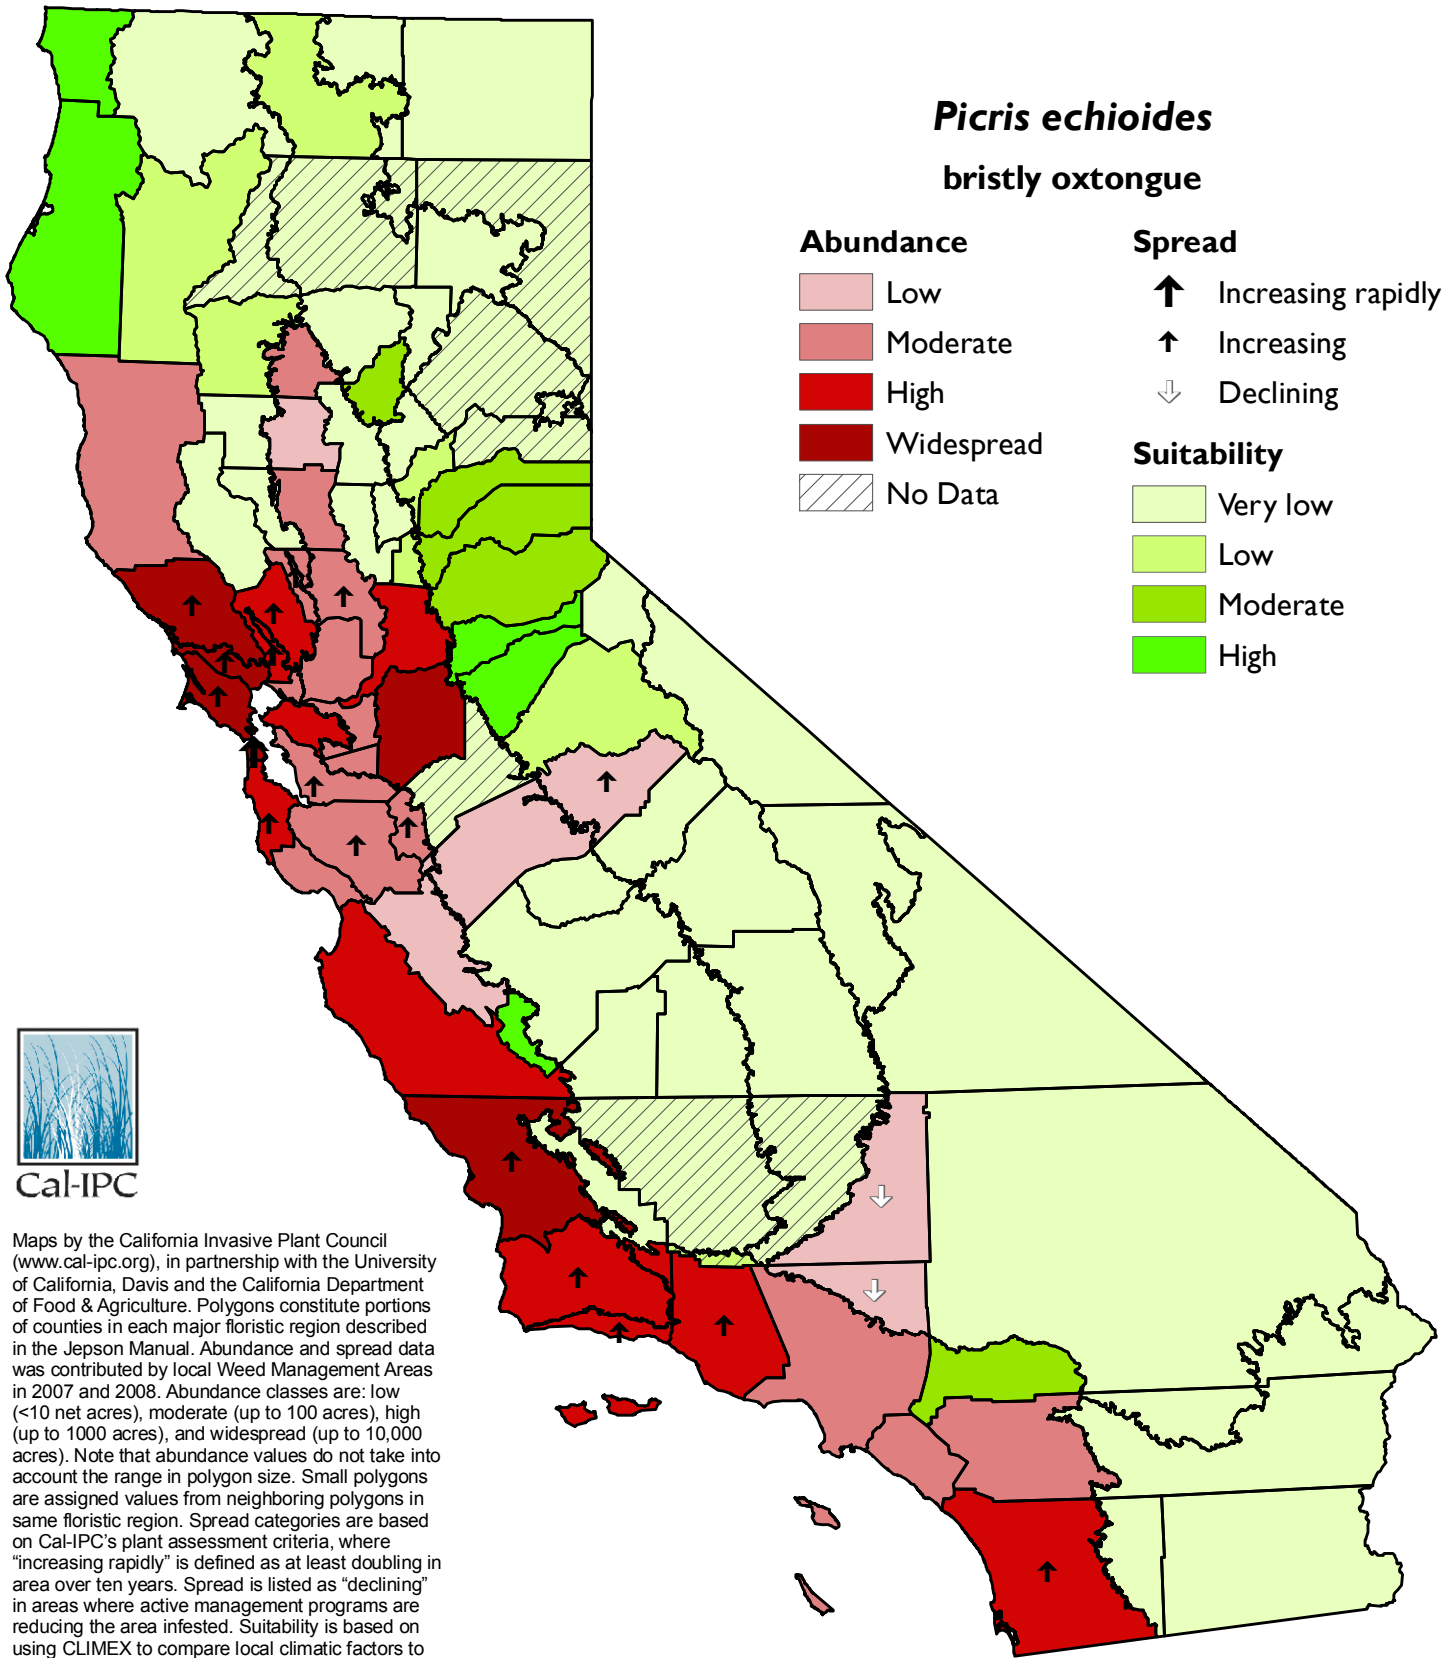 Picris echioides
bristly oxtongue
Abundance
Low
Moderate
High
Widespread
No Data
Spread
Increasing rapidly
Increasing
Declining
Suitability
Very low
Low
Moderate
High
Cal-IPC
Maps by the California Invasive Plant Council
(www.cal-ipc.org), in partnership with the University
of California, Davis and the California Department
of Food & Agriculture. Polygons constitute portions
of counties in each major floristic region described
in the Jepson Manual. Abundance and spread data
was contributed by local Weed Management Areas
in 2007 and 2008. Abundance classes are: low
(<10 net acres), moderate (up to 100 acres), high
(up to 1000 acres), and widespread (up to 10,000
acres). Note that abundance values do not take into
account the range in polygon size. Small polygons
are assigned values from neighboring polygons in
same floristic region. Spread categories are based
on Cal-IPC's plant assessment criteria, where
“increasing rapidly” is defined as at least doubling in
area over ten years. Spread is listed as “declining”
in areas where active management programs are
reducing the area infested. Suitability is based on
using CLIMEX to compare local climatic factors to